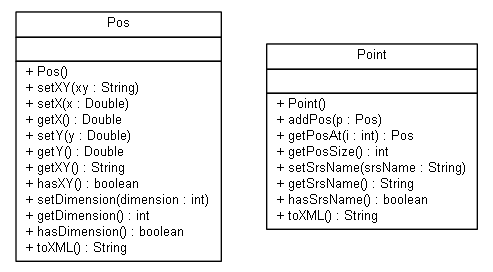 Pos
+ Pos()
+ setXY(xy : String)
+ setX(x : Double)
+ getX() : Double
+ setY(y : Double)
+ getY() : Double
+ getXY() : String
+ hasXY() : boolean
+ setDimension(dimension : int)
+ getDimension() : int
+ hasDimension() : boolean
+ toXML() : String
Point
+ Point()
+ addPos(p : Pos)
+ getPosAt(i : int) : Pos
+ getPosSize() : int
+ setSrsName(srsName : String)
+ getSrsName() : String
+ hasSrsName() : boolean
+ toXML() : String